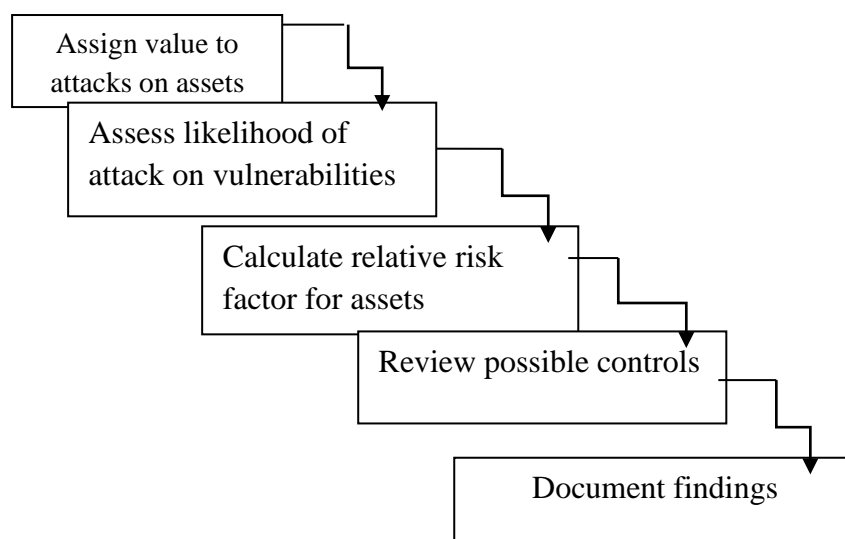 Assign value to
attacks on assets
Assess likelihood of
attack on vulnerabilities
Calculate relative risk
factor for assets
Review possible controls
Document findings